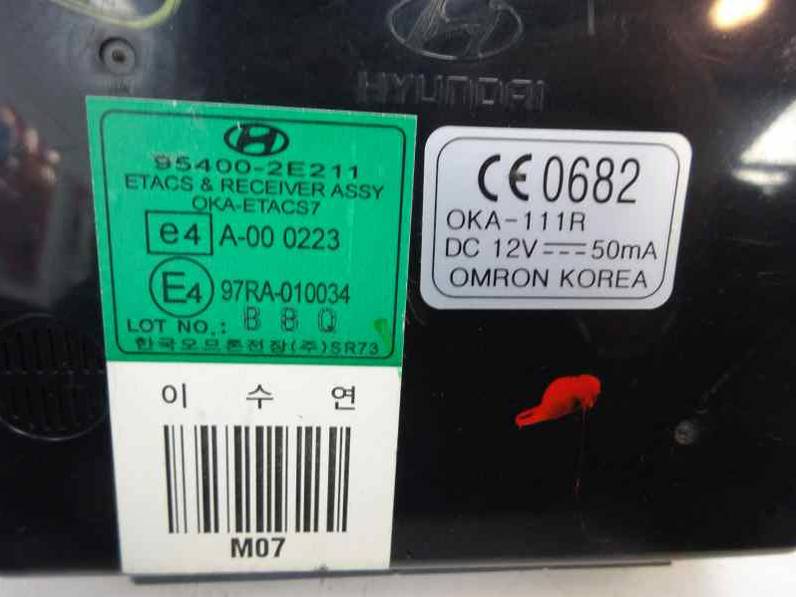 HYUNDAI
95400-2E211
ETACS & RECEIVER ASSY
OKA-ETACS7
e4 A-00 0223
E4 97RA-010034
LOT NO.: B 8 Q
한국오므론전장(주)SR73
이 수 연
M07
CE 0682
OKA-111R
DC 12V 50mA
OMRON KOREA